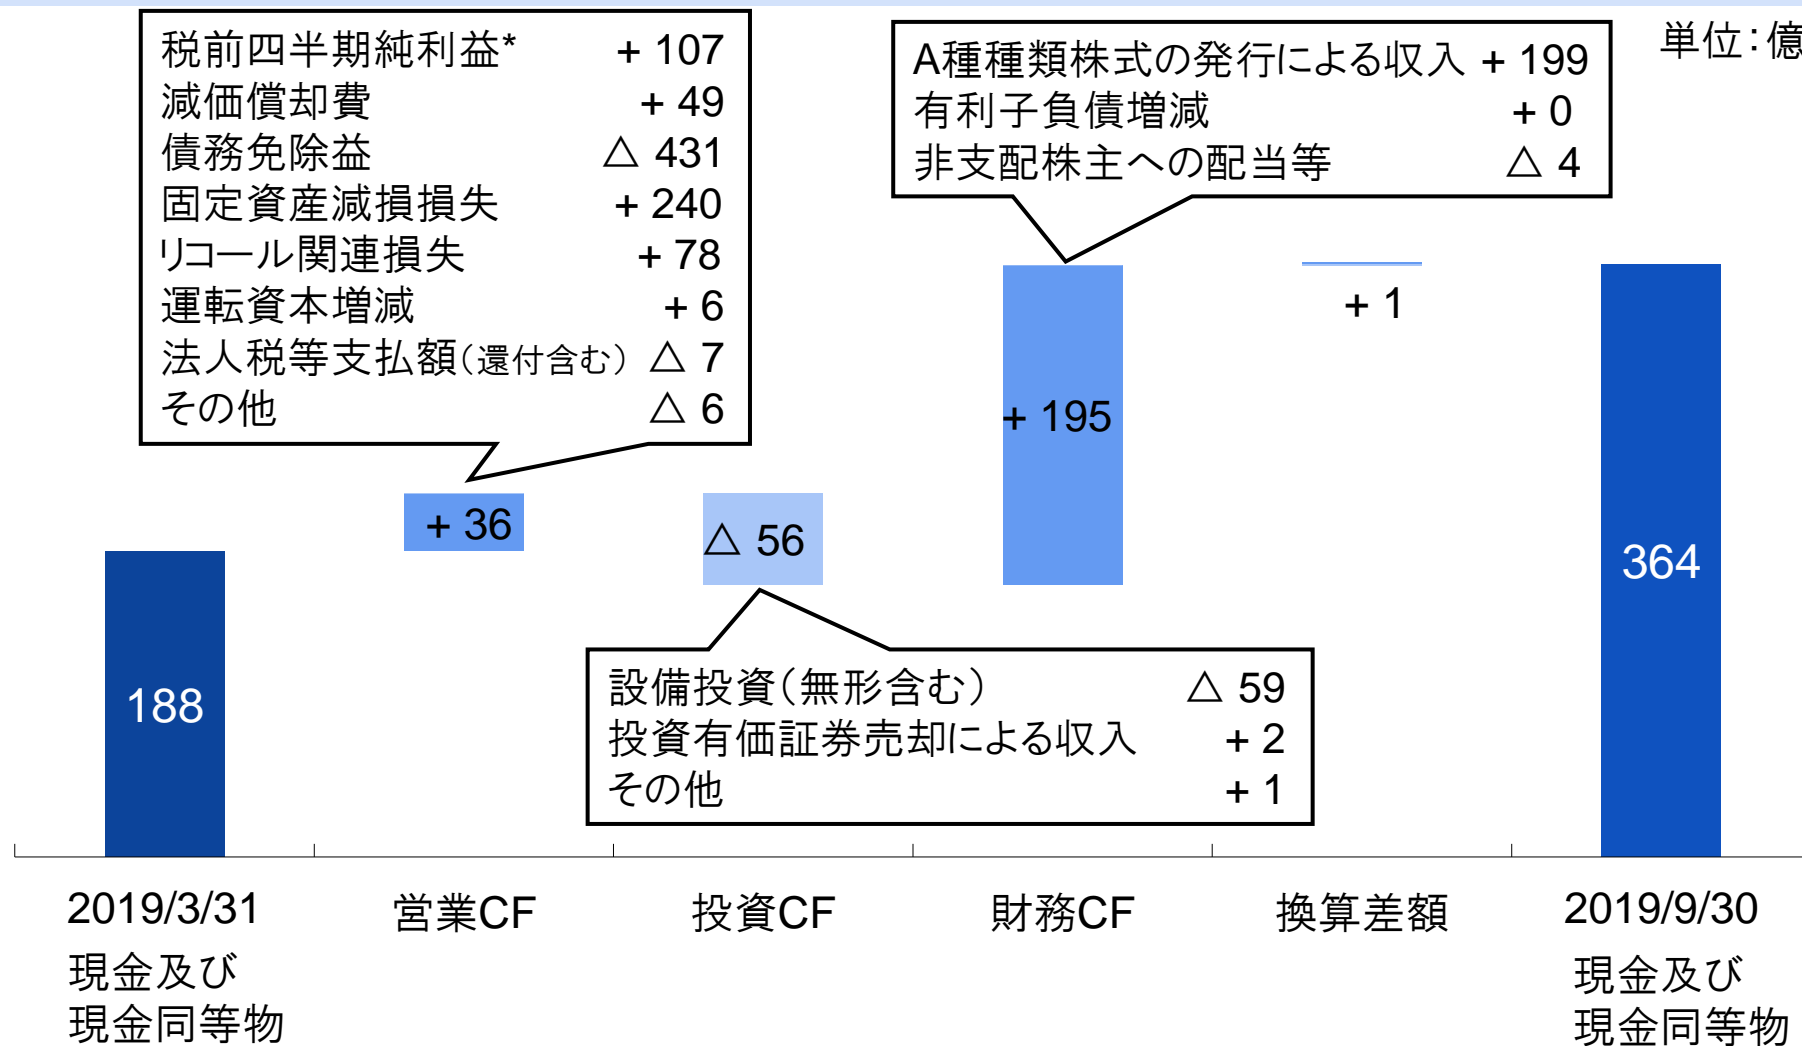 単位：億
税前四半期純利益* + 107
減価償却費 + 49
債務免除益 △ 431
固定資産減損損失 + 240
リコール関連損失 + 78
運転資本増減 + 6
法人税等支払額（還付含む） △ 7
その他 △ 6
A種種類株式の発行による収入 + 199
有利子負債増減 + 0
非支配株主への配当等 △ 4
188
+ 36
△ 56
+ 195
+ 1
364
設備投資（無形含む） △ 59
投資有価証券売却による収入 + 2
その他 + 1
2019/3/31
現金及び
現金同等物
営業CF
投資CF
財務CF
換算差額
2019/9/30
現金及び
現金同等物